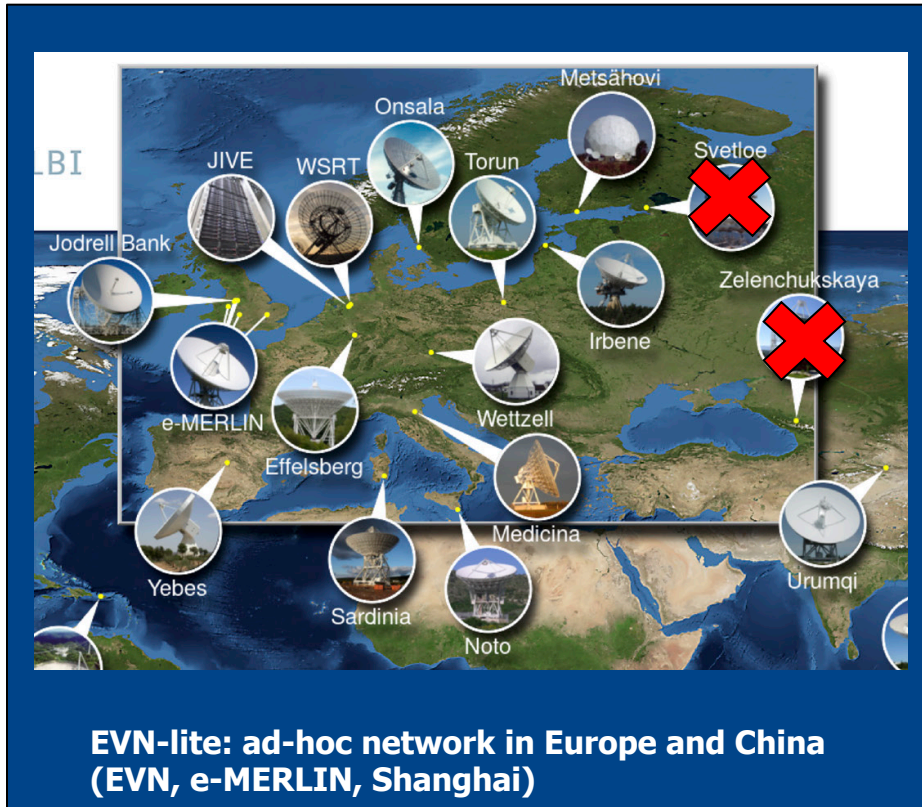 Metsähovi
Onsala
LBI
JIVE
WSRT
Torun
Svetloe
Jodrell Bank
Zelenchukskaya
Irbene
e-MERLIN
Wettzell
Effelsberg
Medicina
Yebes
Urumqi
Sardinia
Noto
EVN-lite: ad-hoc network in Europe and China
(EVN, e-MERLIN, Shanghai)